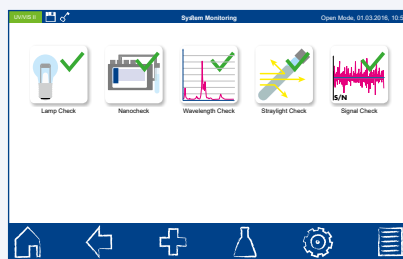 UV/VIS II System Monitoring Open Mode, 01.03.2016, 10:5
Lamp Check Nanocheck Wavelength Check Straylight Check Signal Check
S/N